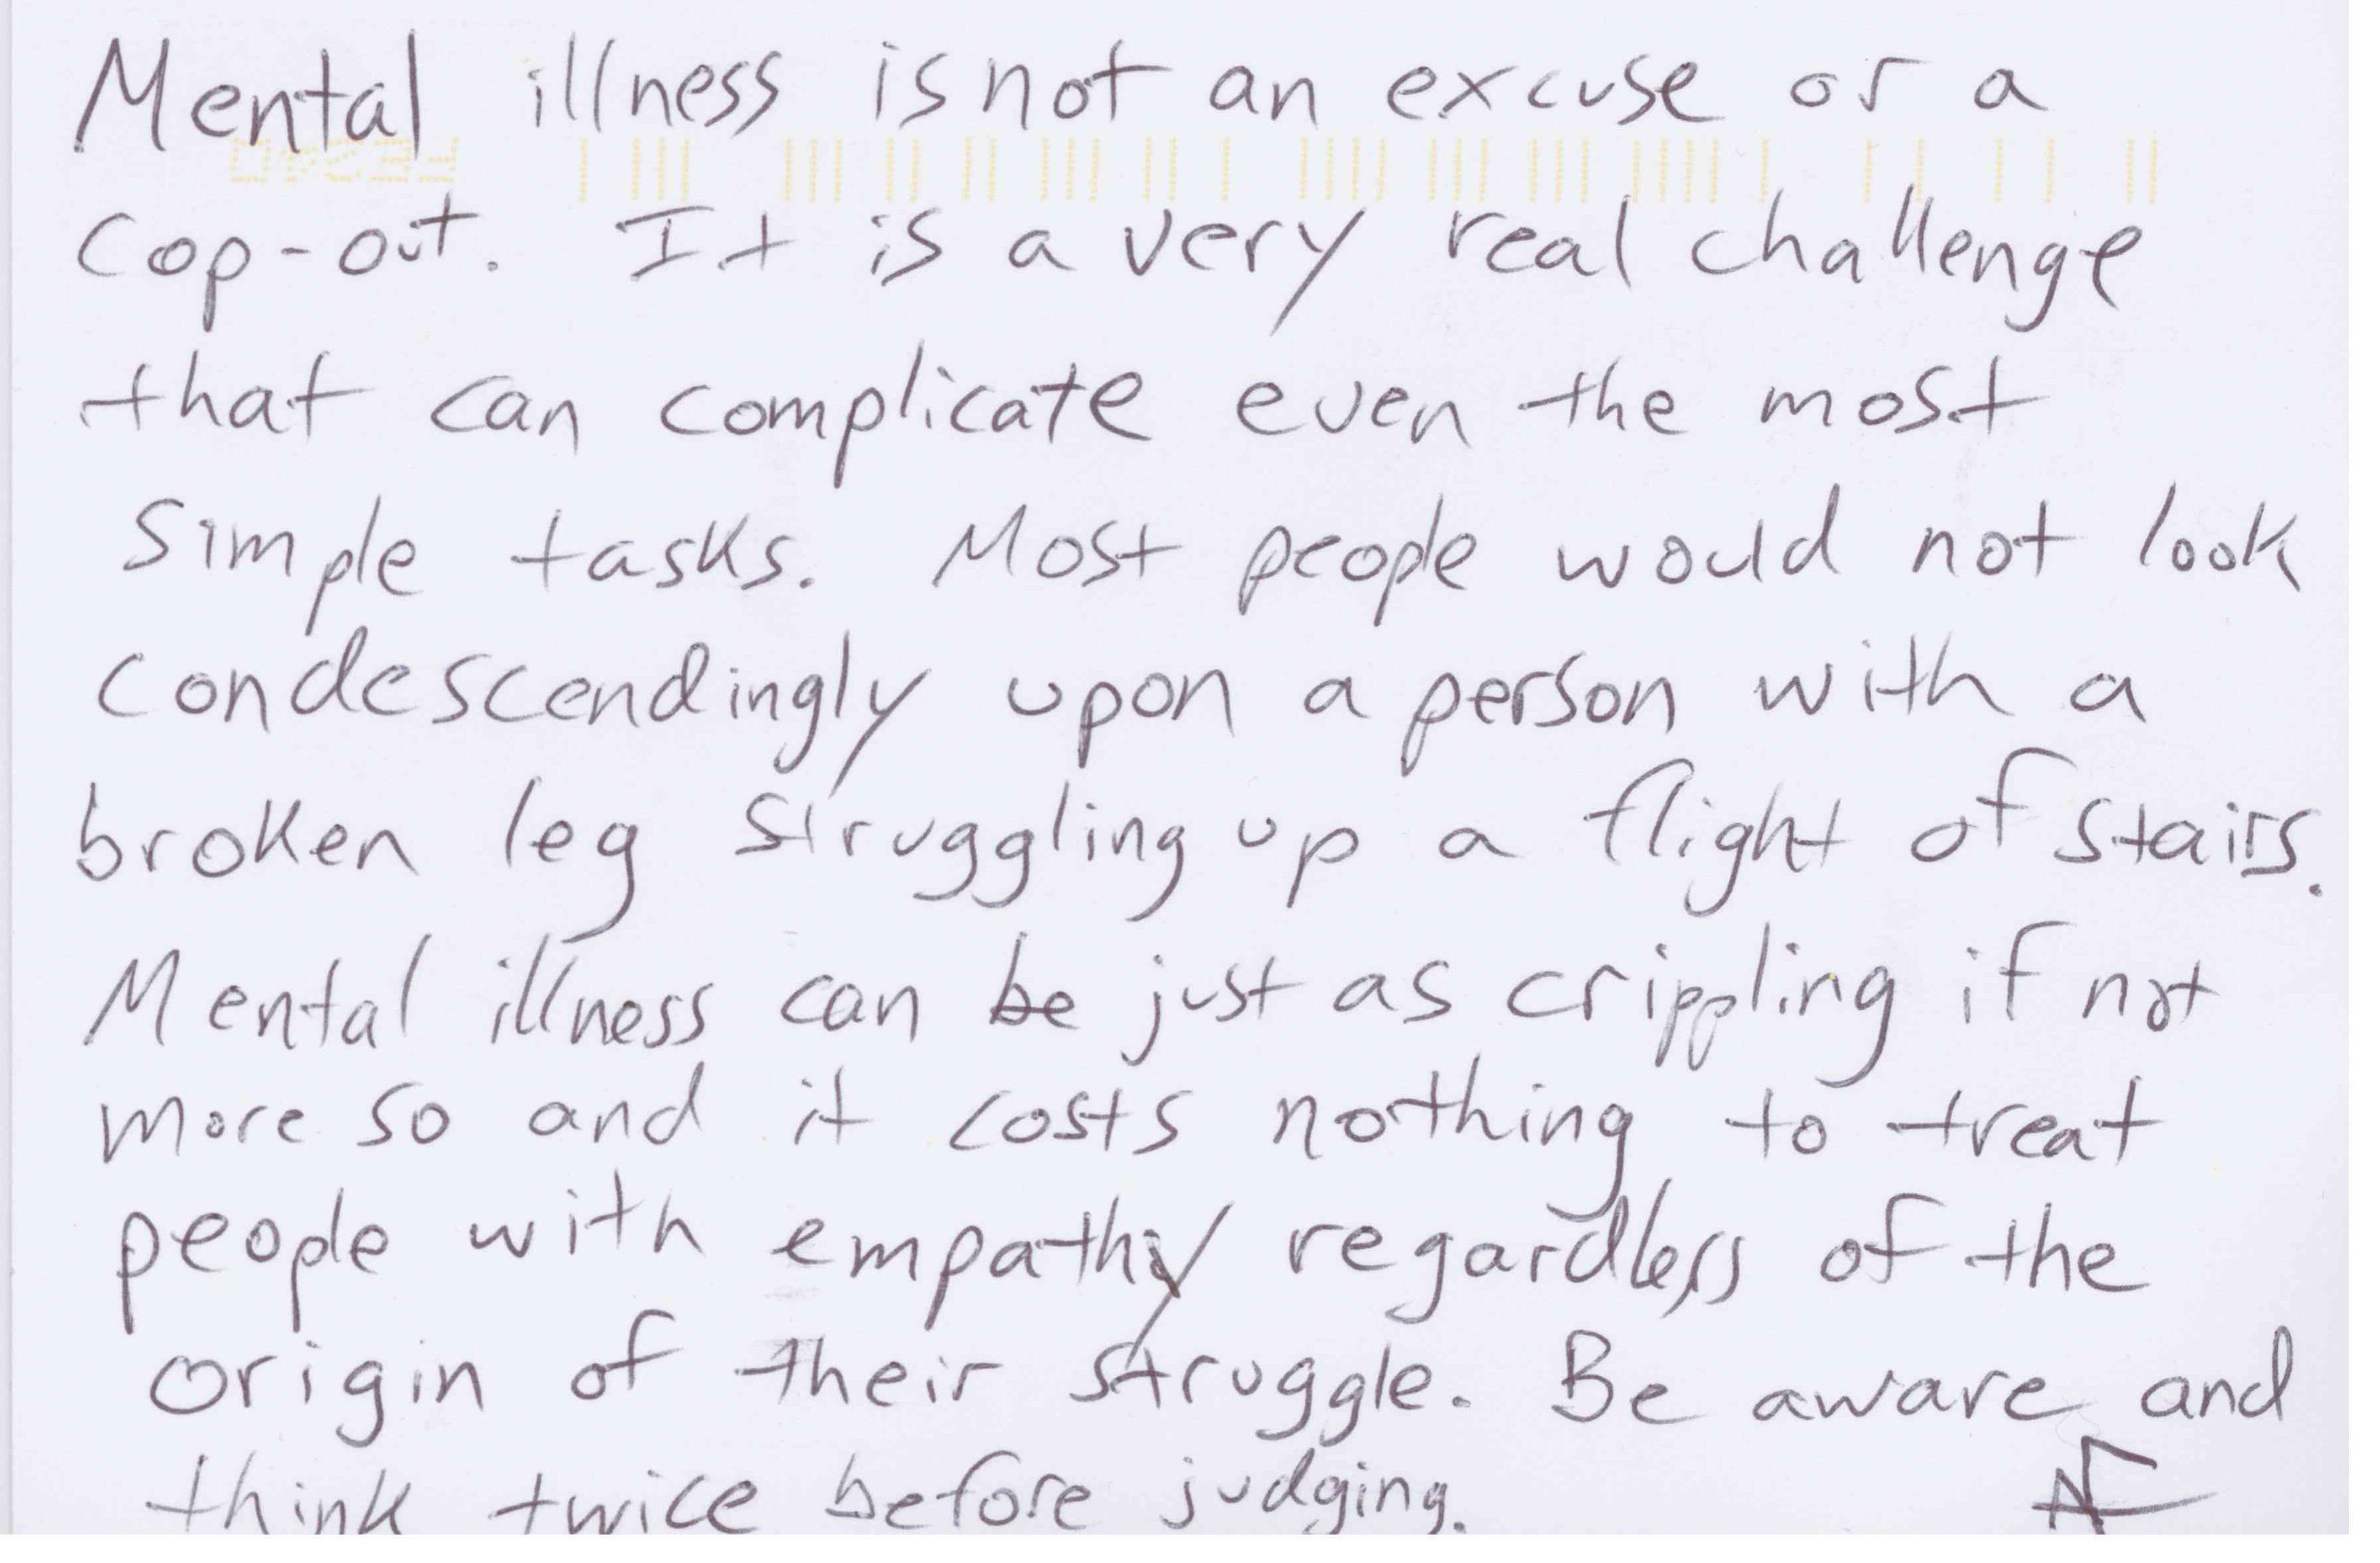 Mental illness is not an excuse or a
cop-out. It is a very real challenge
that can complicate even the most
simple tasks. Most people would not look
condescendingly upon a person with a
broken leg struggling up a flight of stairs.
Mental illness can be just as crippling if not
more so and it costs nothing to treat
people with empathy regardless of the
origin of their struggle. Be aware and
think twice before judging.